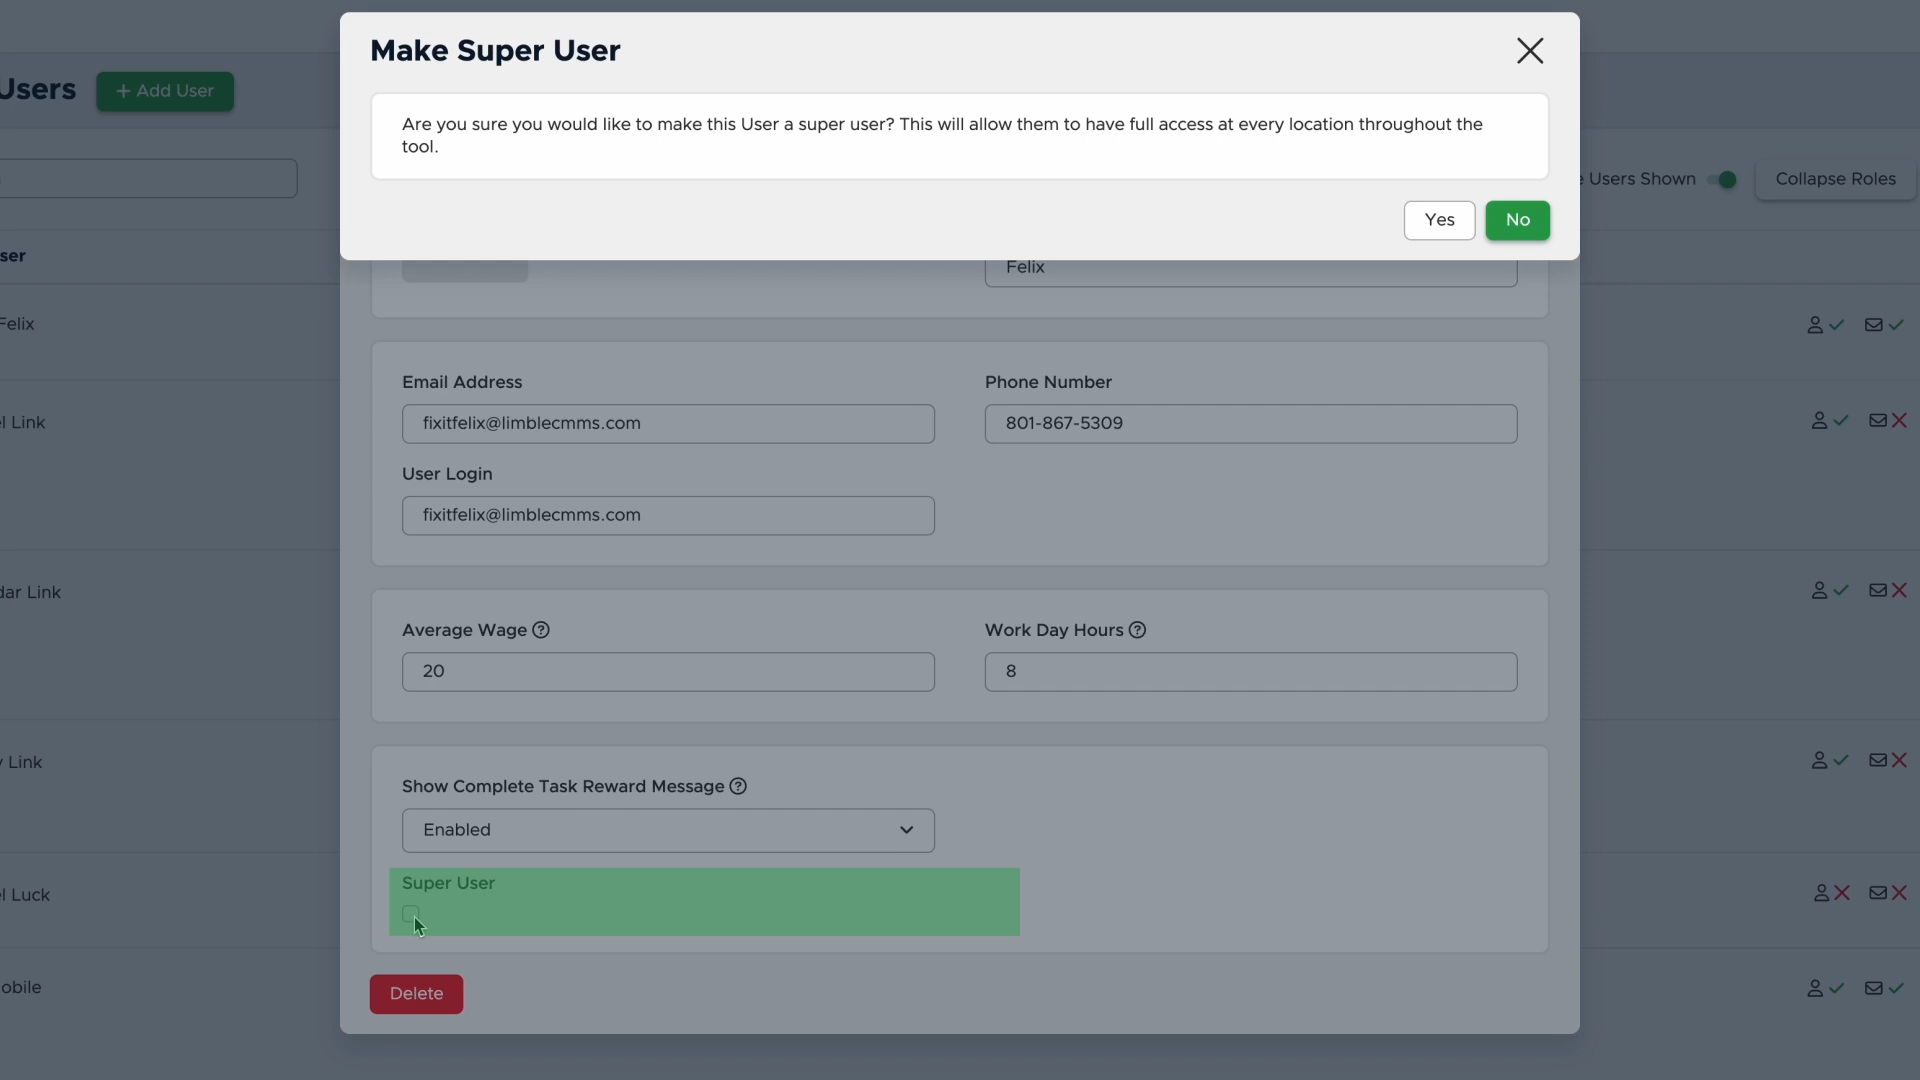 Make Super User
Are you sure you would like to make this User a super user? This will allow them to have full access at every location throughout the
tool.
Yes
No
Users
+ Add User
Users Shown
Collapse Roles
Felix
Felix
Email Address
Phone Number
fixitfelix@limblecmms.com
801-867-5309
Link
User Login
fixitfelix@limblecmms.com
Link
Average Wage
Work Day Hours
20
8
Link
Show Complete Task Reward Message
Enabled
Super User
Luck
Delete